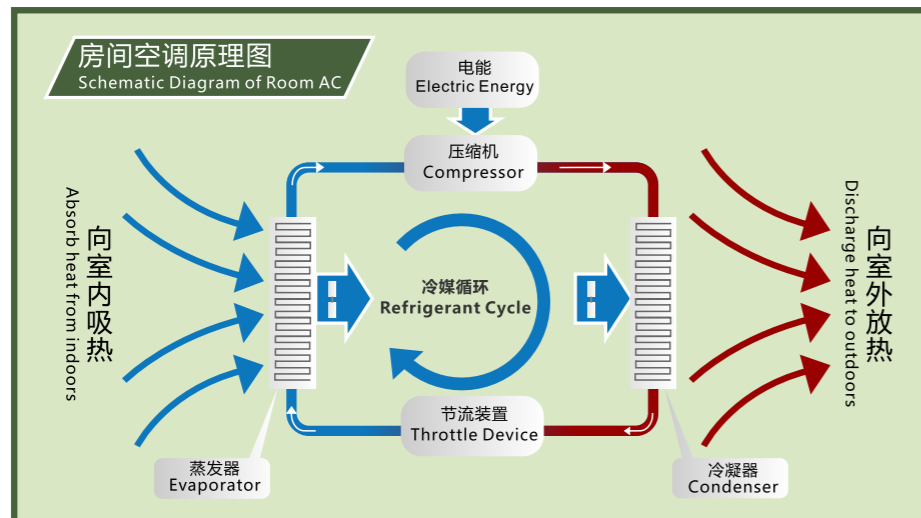 房间空调原理图
Schematic Diagram of Room AC
电能
Electric Energy
压缩机
Compressor
向室内吸热
Absorb heat from indoors
冷媒循环
Refrigerant Cycle
向室外放热
Discharge heat to outdoors
节流装置
Throttle Device
蒸发器
Evaporator
冷凝器
Condenser